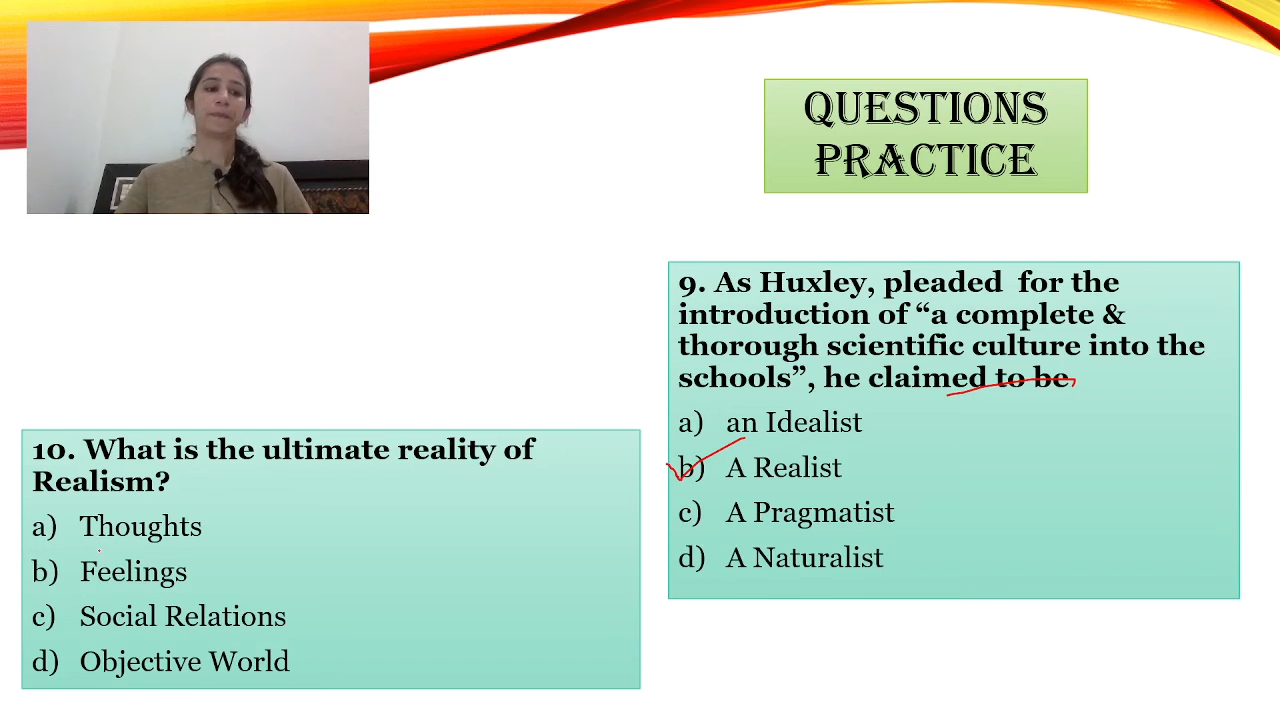 QUESTIONS
PRACTICE
9. As Huxley, pleaded for the
introduction of “a complete &
thorough scientific culture into the
schools”, he claimed to be
a) an Idealist
b) A Realist
c) A Pragmatist
d) A Naturalist
10. What is the ultimate reality of
Realism?
a) Thoughts
b) Feelings
c) Social Relations
d) Objective World